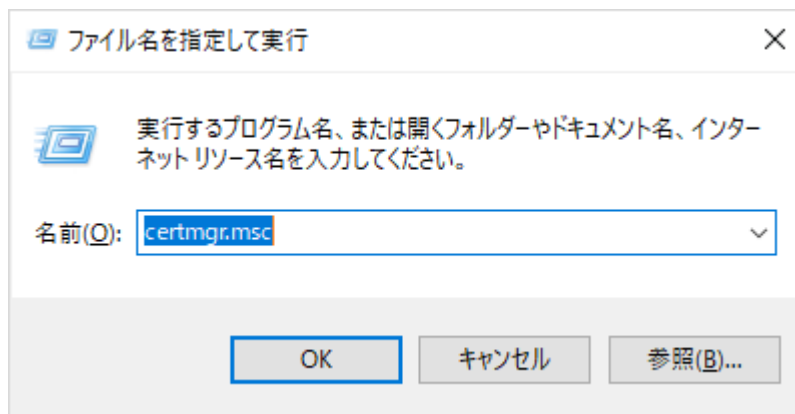 ファイル名を指定して実行
実行するプログラム名、または開くフォルダーやドキュメント名、インター
ネット リソース名を入力してください。
名前(O): certmgr.msc
OK キャンセル 参照(B)...